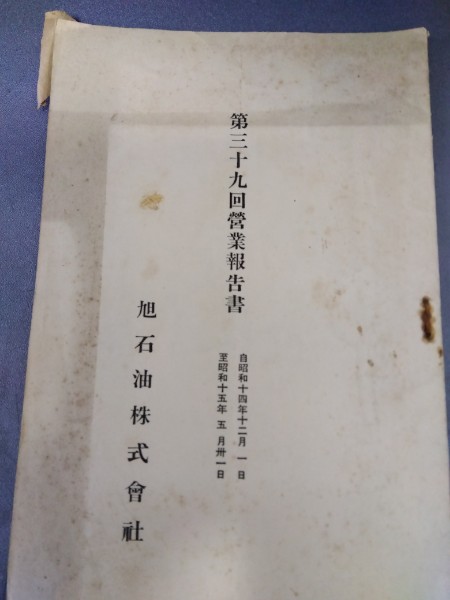 第三十九回營業報告書
自昭和十四年十二月一日
至昭和十五年五月卅一日
旭石油株式會社